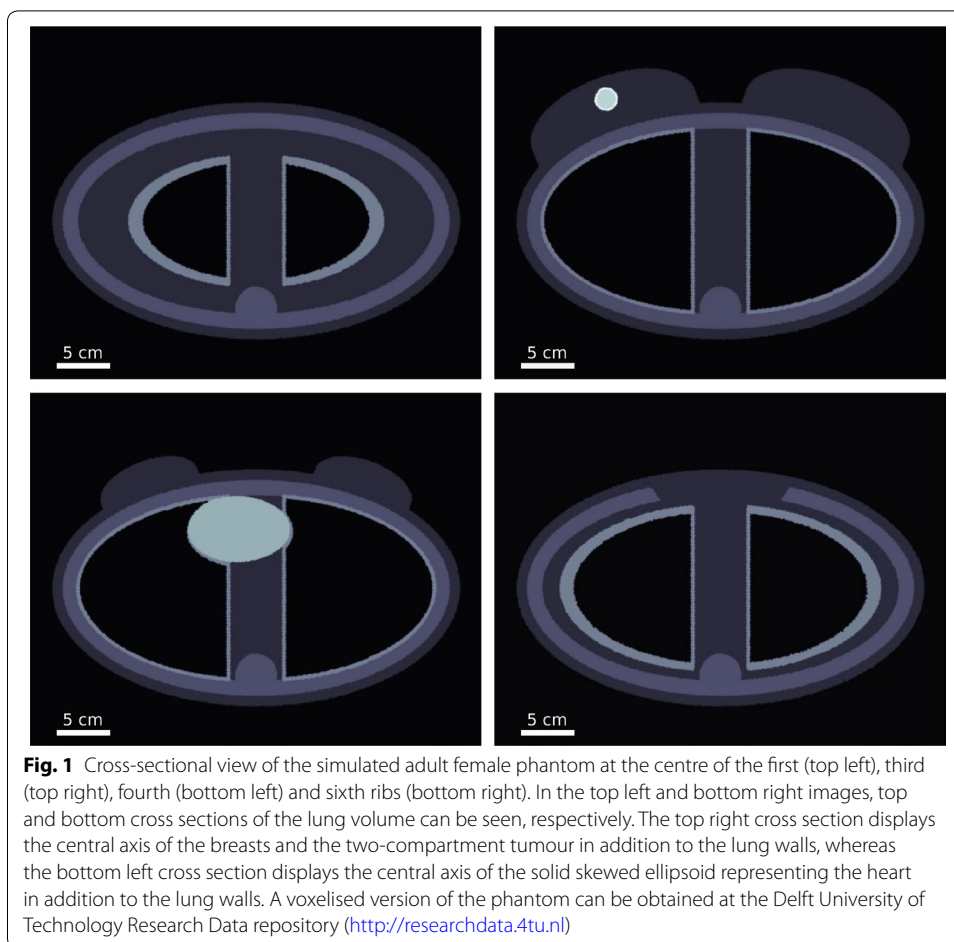 5 cm
5 cm
5 cm
5 cm
Fig. 1 Cross-sectional view of the simulated adult female phantom at the centre of the first (top left), third
(top right), fourth (bottom left) and sixth ribs (bottom right). In the top left and bottom right images, top
and bottom cross sections of the lung volume can be seen, respectively. The top right cross section displays
the central axis of the breasts and the two-compartment tumour in addition to the lung walls, whereas
the bottom left cross section displays the central axis of the solid skewed ellipsoid representing the heart
in addition to the lung walls. A voxelised version of the phantom can be obtained at the Delft University of
Technology Research Data repository (http://researchdata.4tu.nl)